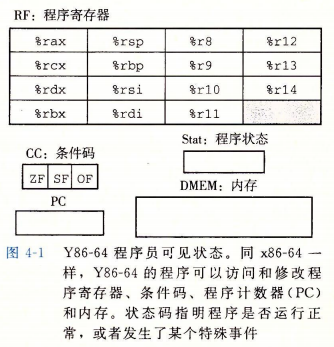 RF：程序寄存器
%rax %rsp %r8 %r12
%rcx %rbp %r9 %r13
%rdx %rsi %r10 %r14
%rbx %rdi %r11
Stat：程序状态
CC：条件码
ZF SF OF
DMEM：内存
PC
图 4-1 Y86-64 程序员可见状态。同 x86-64 一
样，Y86-64 的程序可以访问和修改程
序寄存器、条件码、程序计数器(PC)
和内存。状态码指明程序是否运行正
常，或者发生了某个特殊事件